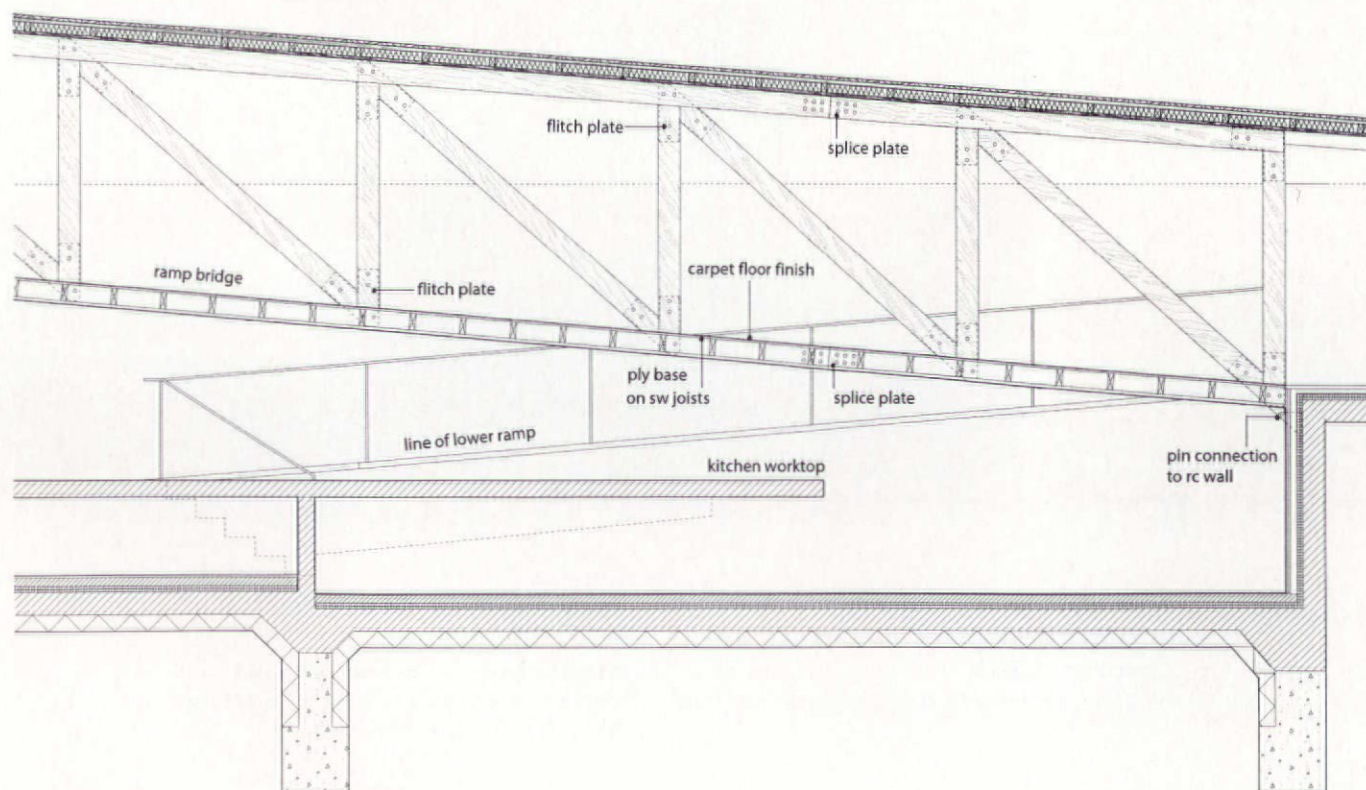 flitch plate
splice plate
ramp bridge
flitch plate
carpet floor finish
ply base
on sw joists
splice plate
line of lower ramp
kitchen worktop
pin connection
to rc wall